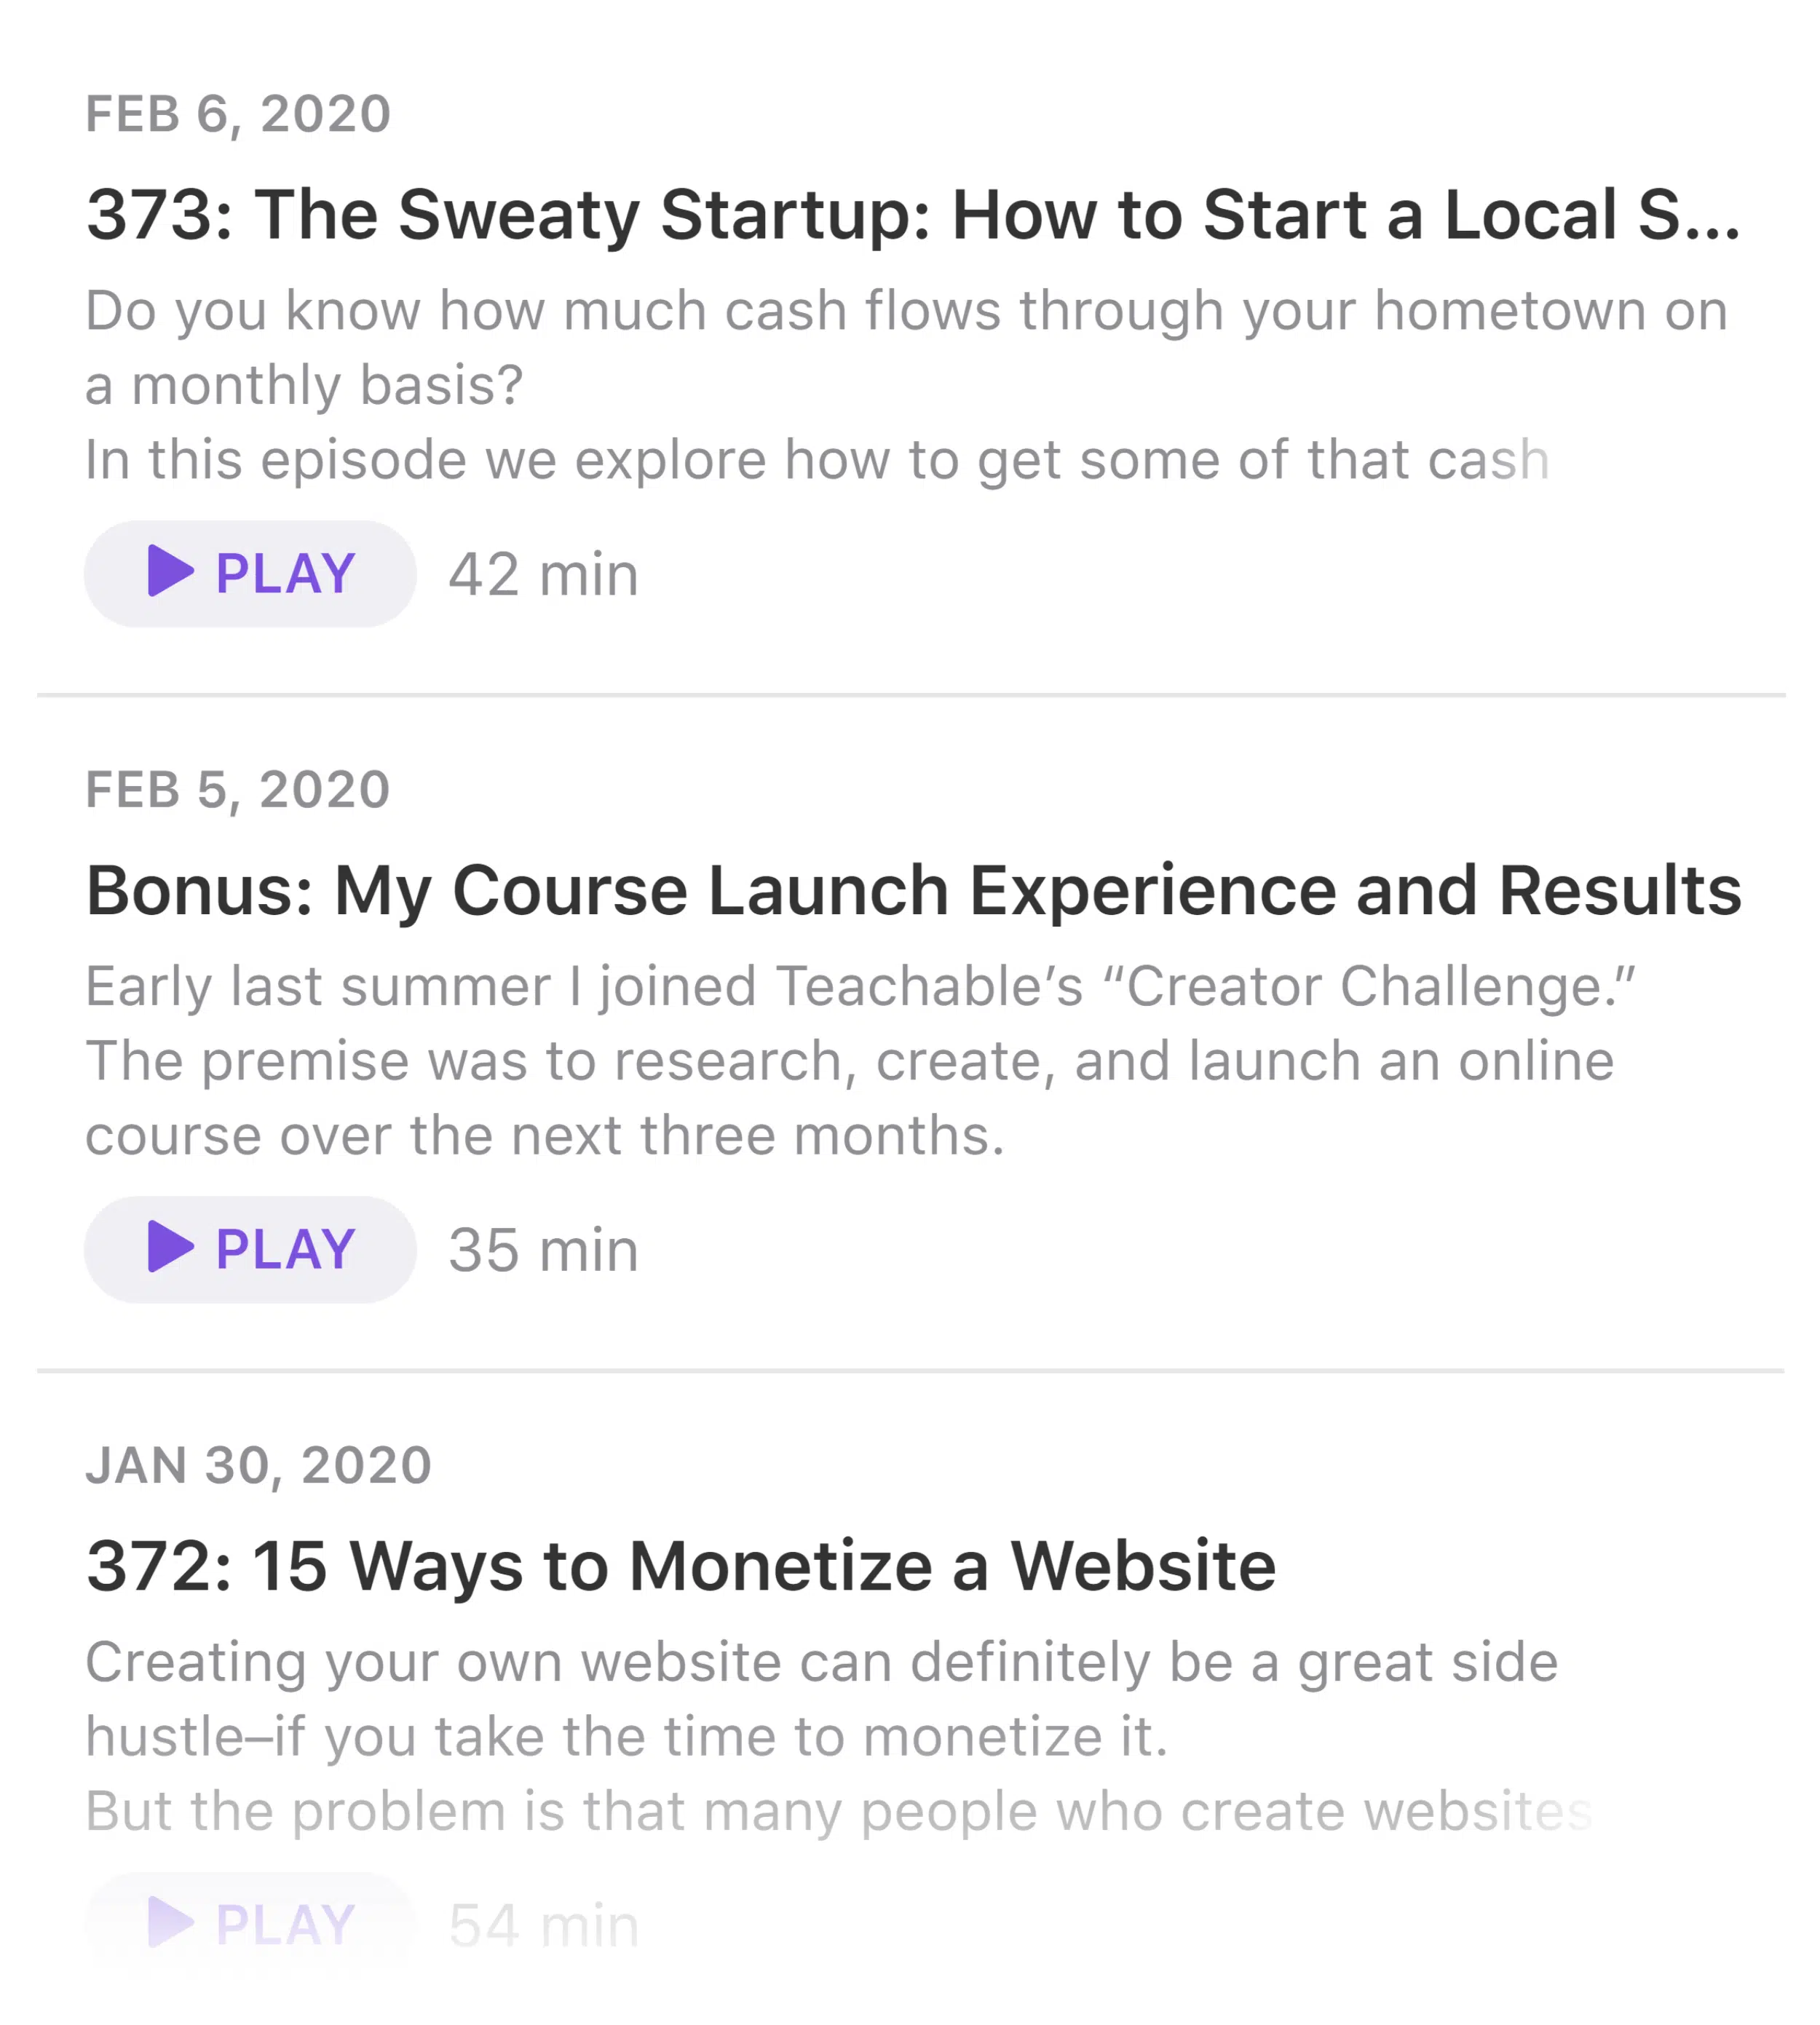 FEB 6, 2020
373: The Sweaty Startup: How to Start a Local S...
Do you know how much cash flows through your hometown on
a monthly basis?
In this episode we explore how to get some of that cash
PLAY 42 min
FEB 5, 2020
Bonus: My Course Launch Experience and Results
Early last summer I joined Teachable’s “Creator Challenge.”
The premise was to research, create, and launch an online
course over the next three months.
PLAY 35 min
JAN 30, 2020
372: 15 Ways to Monetize a Website
Creating your own website can definitely be a great side
hustle–if you take the time to monetize it.
But the problem is that many people who create websites
PLAY 54 min